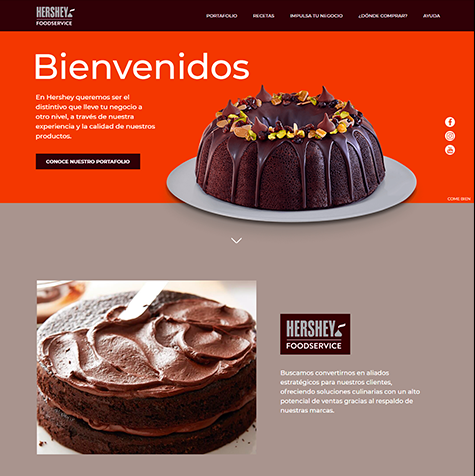 HERSHEY
FOODSERVICE
PORTAFOLIO
RECETAS
IMPULSA TU NEGOCIO
¿DÓNDE COMPRAR?
AYUDA
Bienvenidos
En Hershey queremos ser el
distintivo que lleve tu negocio a
otro nivel, a través de nuestra
experiencia y la calidad de nuestros
productos.
CONOCE NUESTRO PORTAFOLIO
COME BIEN
HERSHEY
FOODSERVICE
Buscamos convertirnos en aliados
estratégicos para nuestros clientes,
ofreciendo soluciones culinarias con un alto
potencial de ventas gracias al respaldo de
nuestras marcas.